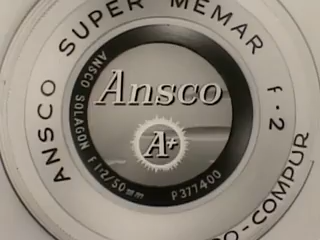 ANSCO SUPER MEMAR f·2
ANSCO SOLAGON F 1:2/50mm P377400
Ansco
A+
O-COMPUR